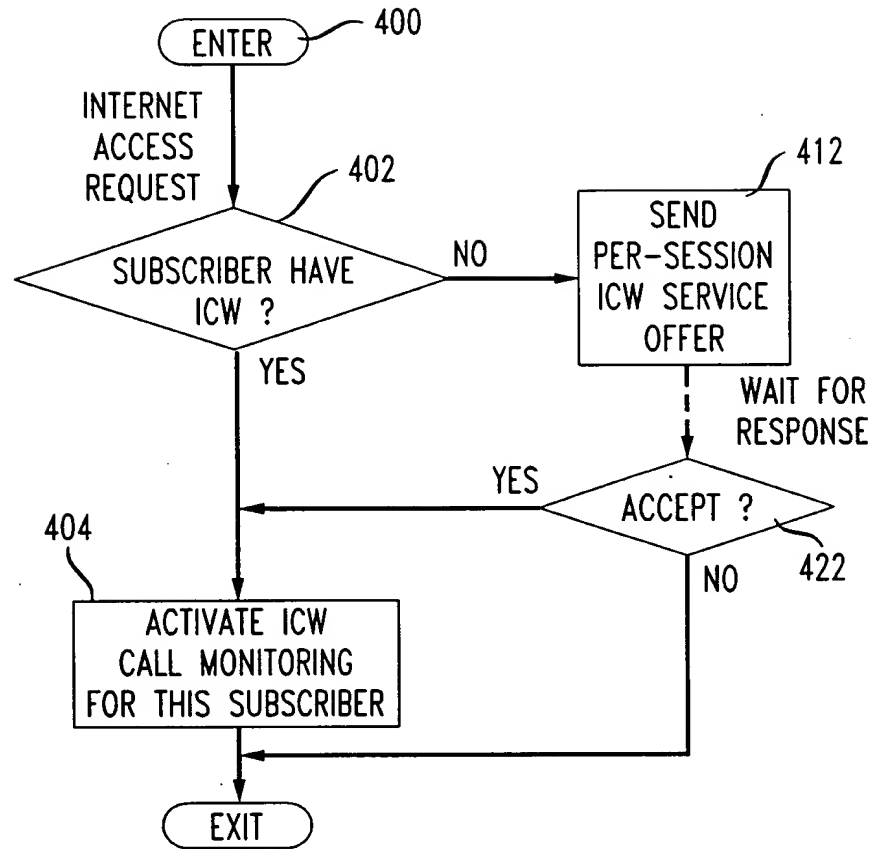 ENTER
400
INTERNET
ACCESS
REQUEST
402
SUBSCRIBER HAVE
ICW ?
NO
412
SEND
PER-SESSION
ICW SERVICE
OFFER
YES
WAIT FOR
RESPONSE
YES
ACCEPT ?
422
NO
404
ACTIVATE ICW
CALL MONITORING
FOR THIS SUBSCRIBER
EXIT